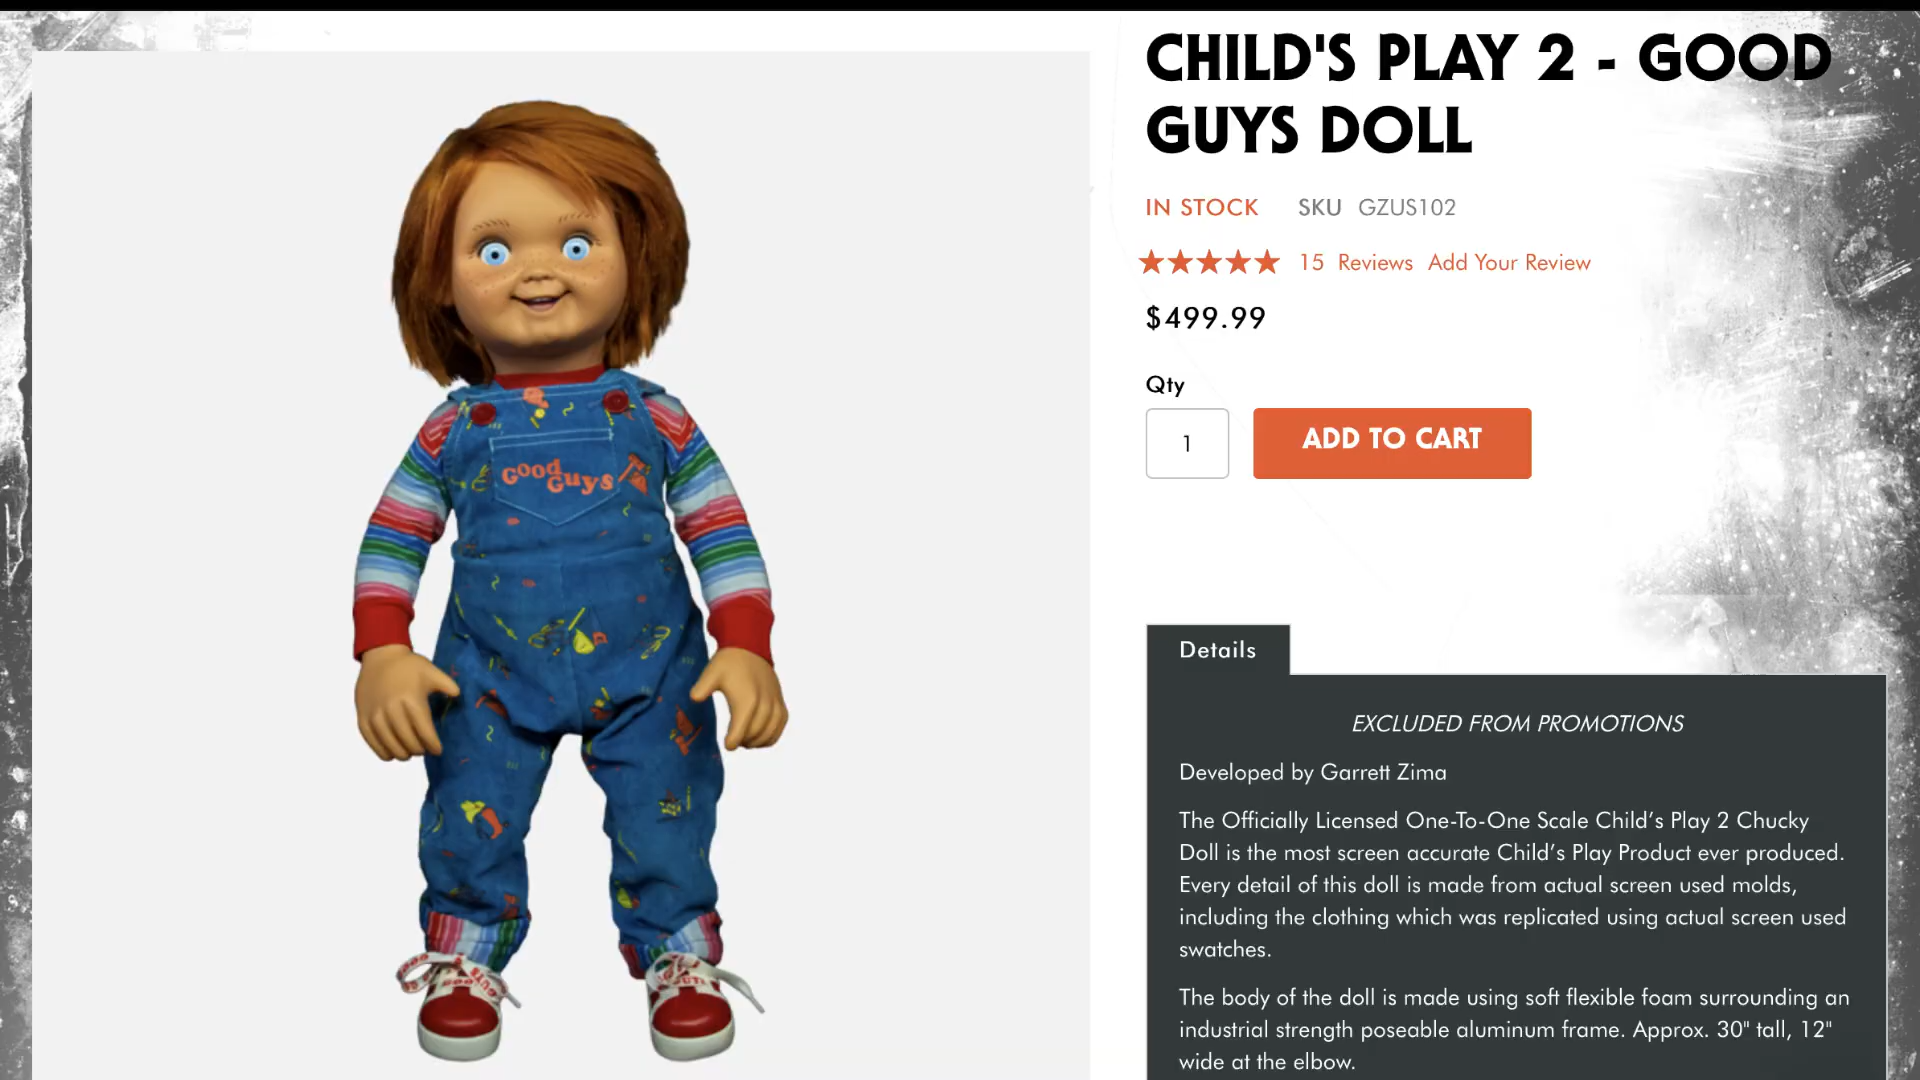 CHILD'S PLAY 2 - GOOD
GUYS DOLL
IN STOCK SKU GZUS102
15 Reviews Add Your Review
$499.99
Qty
1 ADD TO CART
Good
Guys
Details
EXCLUDED FROM PROMOTIONS
Developed by Garrett Zima
The Officially Licensed One-To-One Scale Child’s Play 2 Chucky
Doll is the most screen accurate Child’s Play Product ever produced.
Every detail of this doll is made from actual screen used molds,
including the clothing which was replicated using actual screen used
swatches.
The body of the doll is made using soft flexible foam surrounding an
industrial strength poseable aluminum frame. Approx. 30" tall, 12"
wide at the elbow.